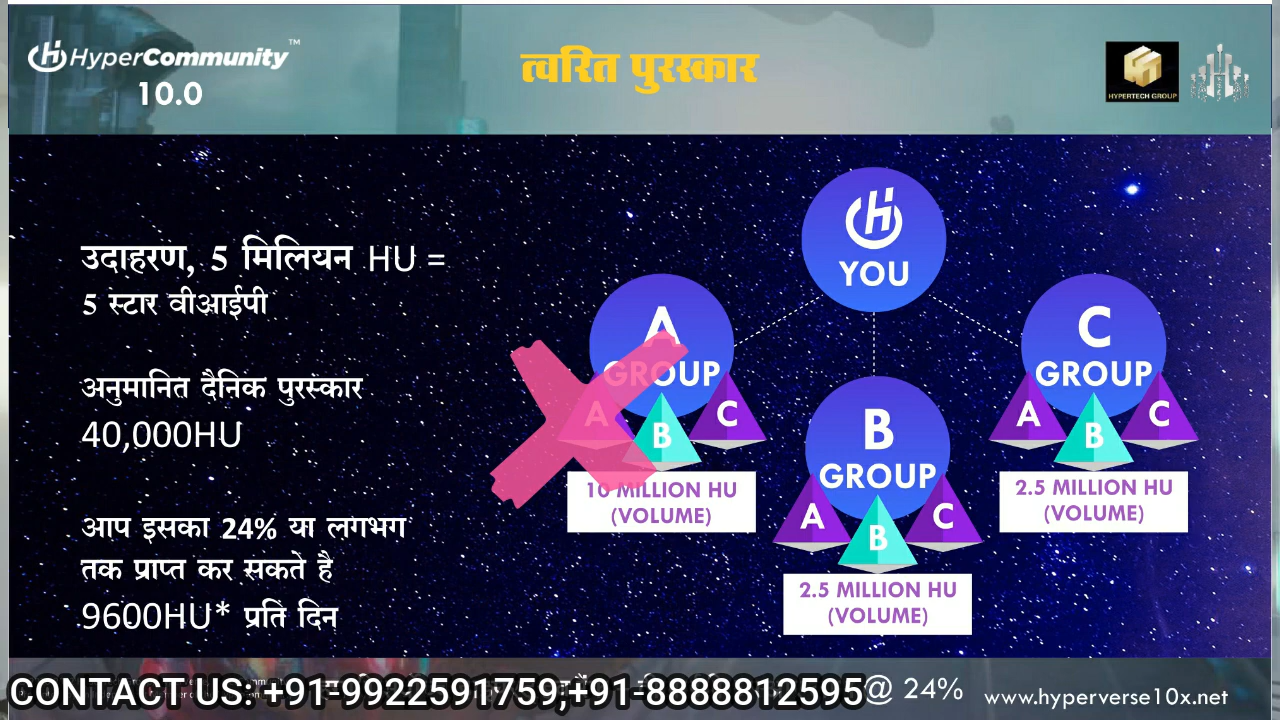 HyperCommunity™
10.0
त्वरित पुरस्कार
HYPERTECH GROUP
उदाहरण, 5 मिलियन HU =
5 स्टार वीआईपी
अनुमानित दैनिक पुरस्कार
40,000HU
आप इसका 24% या लगभग
तक प्राप्त कर सकते है
9600HU* प्रति दिन
YOU
A
GROUP
A B C
10 MILLION HU
(VOLUME)
B
GROUP
A B C
2.5 MILLION HU
(VOLUME)
C
GROUP
A B C
2.5 MILLION HU
(VOLUME)
CONTACT US: +91-9922591759,+91-8888812595
@ 24%
www.hyperverse10x.net